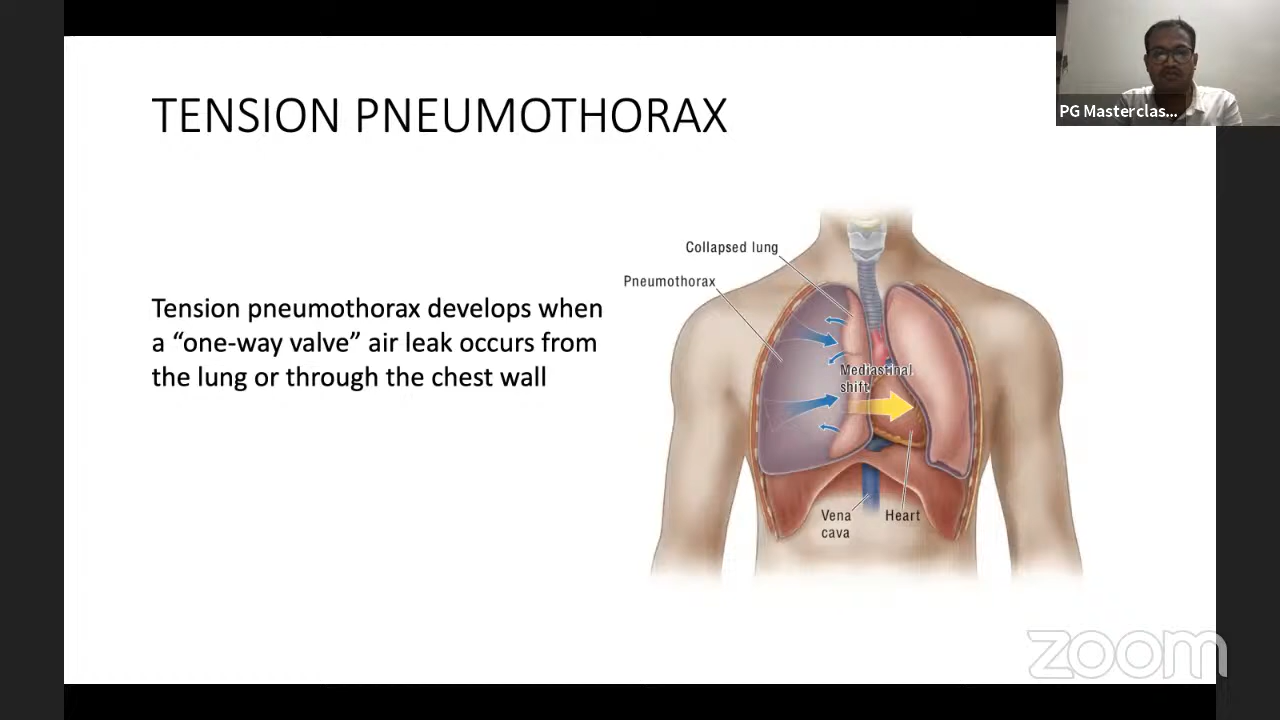 TENSION PNEUMOTHORAX
PG Masterclas...
Tension pneumothorax develops when
a “one-way valve” air leak occurs from
the lung or through the chest wall
Collapsed lung
Pneumothorax
Mediastinal
shift
Vena
cava
Heart
zoom